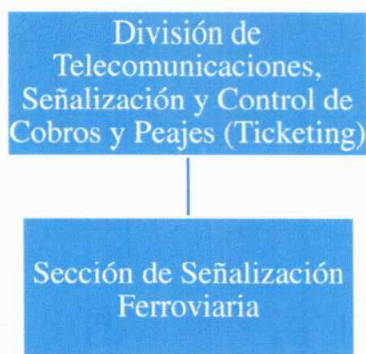 División de
Telecomunicaciones,
Señalización y Control de
Cobros y Peajes (Ticketing)
Sección de Señalización
Ferroviaria